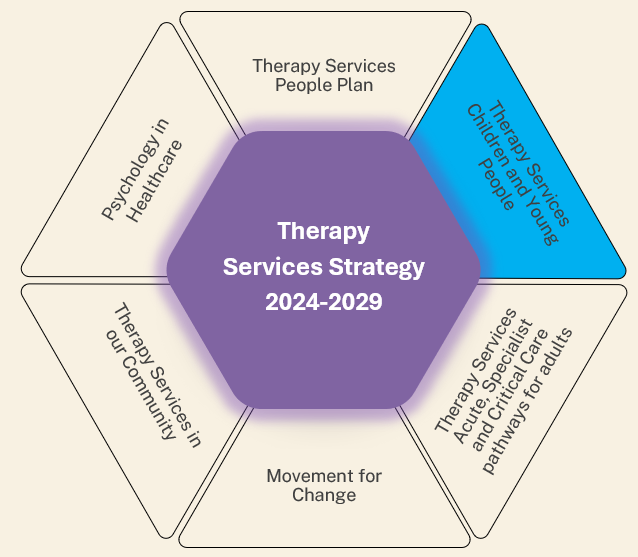 Therapy Services
People Plan
Therapy Services
Children and Young
People
Therapy Services
Acute, Specialist
and Critical Care
pathways for adults
Movement for
Change
Therapy Services in
our Community
Psychology in
Healthcare
Therapy
Services Strategy
2024-2029